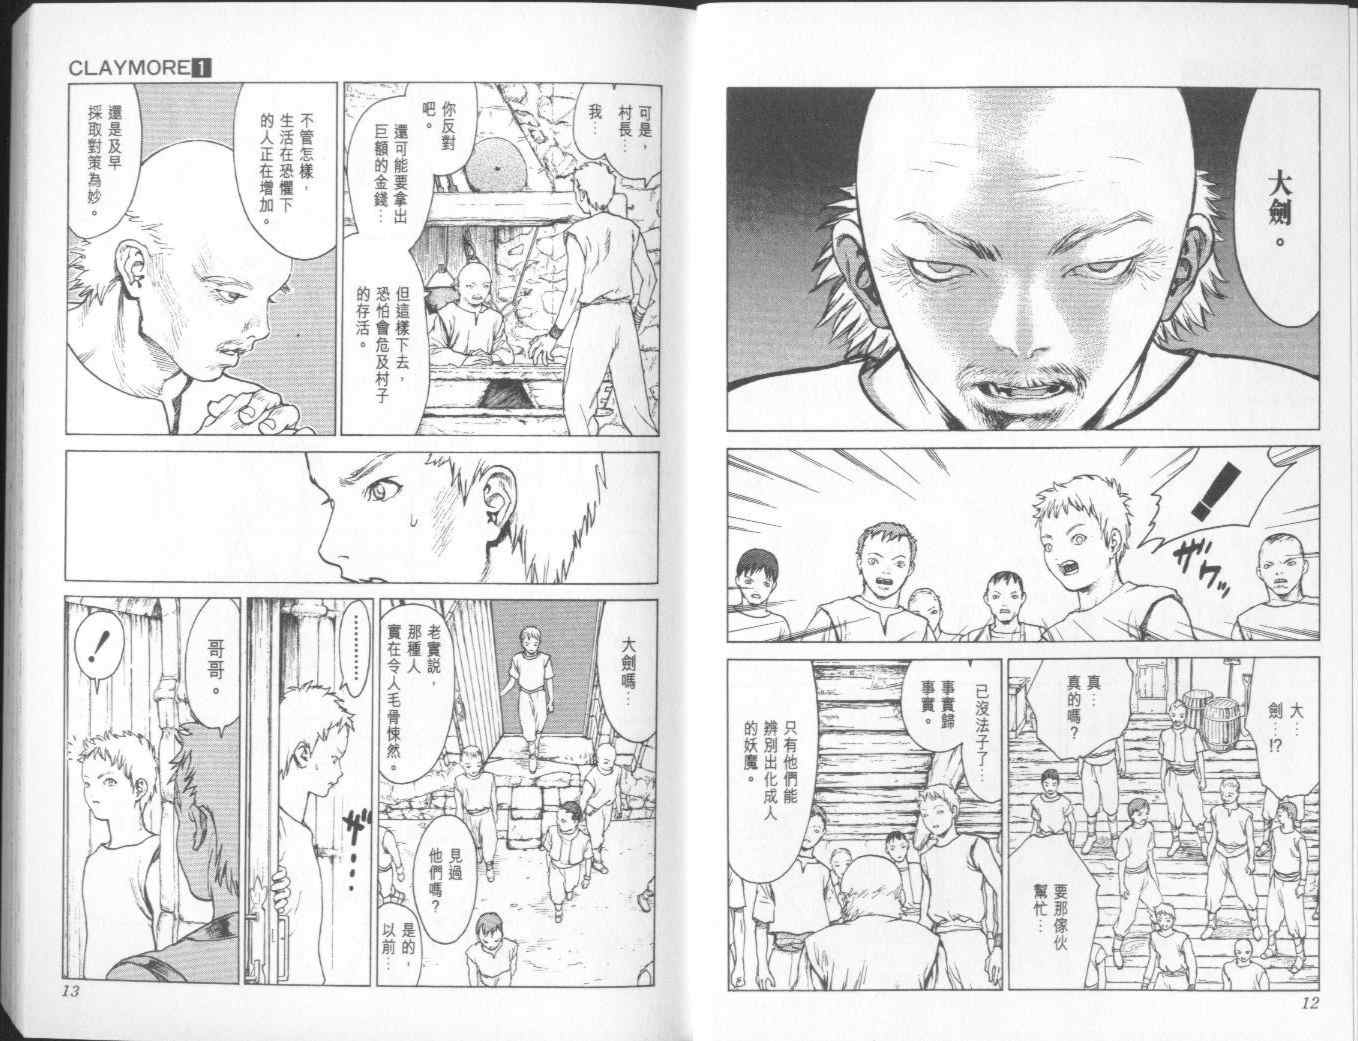 大劍。
!
ザワッ
大…
劍…!?
真…
真的嗎?
要那傢伙
幫忙…
已沒法子了…
事實歸
事實。
只有他們能
辨別出化成人
的妖魔。
12
CLAYMORE 1
可是,
村長…
我…
你反對
吧。
還可能要拿出
巨額的金錢…
但這樣下去,
恐怕會危及村子
的存活。
不管怎樣,
生活在恐懼下
的人正在增加。
還是及早
採取對策為妙。
大劍嗎…
老實説,
那種人
實在令人毛骨悚然。
見過
他們嗎?
是的,
以前…
…………
ザ…
哥哥。
!
13